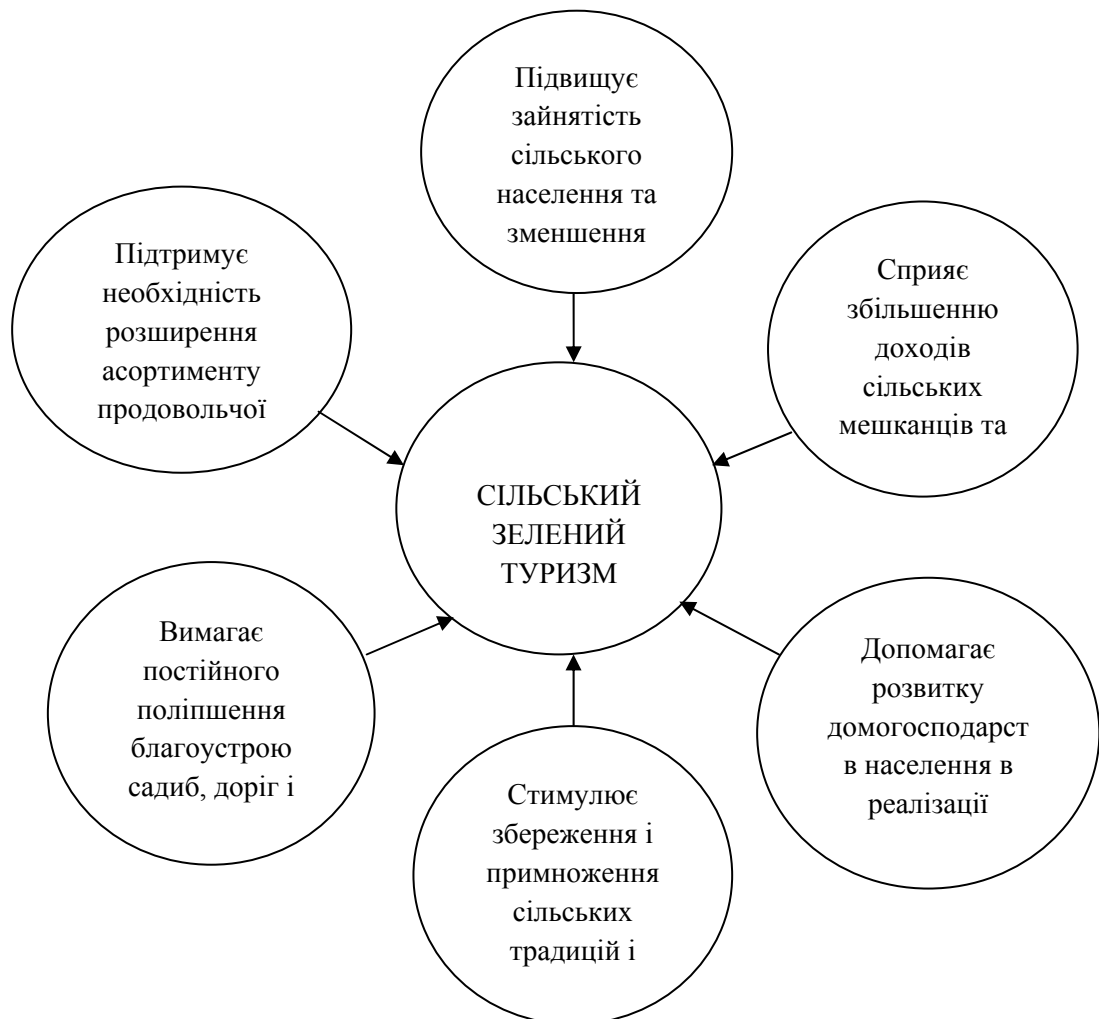 Підвищує
зайнятість
сільського
населення та
зменшення
Підтримує
необхідність
розширення
асортименту
продовольчої
Сприяє
збільшенню
доходів
сільських
мешканців та
СІЛЬСЬКИЙ
ЗЕЛЕНИЙ
ТУРИЗМ
Вимагає
постійного
поліпшення
благоустрою
садиб, доріг і
Допомагає
розвитку
домогосподарст
в населення в
реалізації
Стимулює
збереження і
примноження
сільських
традицій і